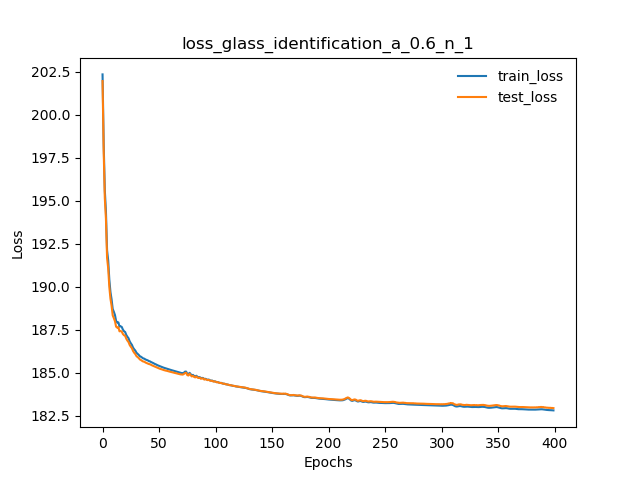 loss_glass_identification_a_0.6_n_1
202.5
200.0
197.5
195.0
192.5
190.0
187.5
185.0
182.5
Loss
train_loss
test_loss
0 50 100 150 200 250 300 350 400
Epochs